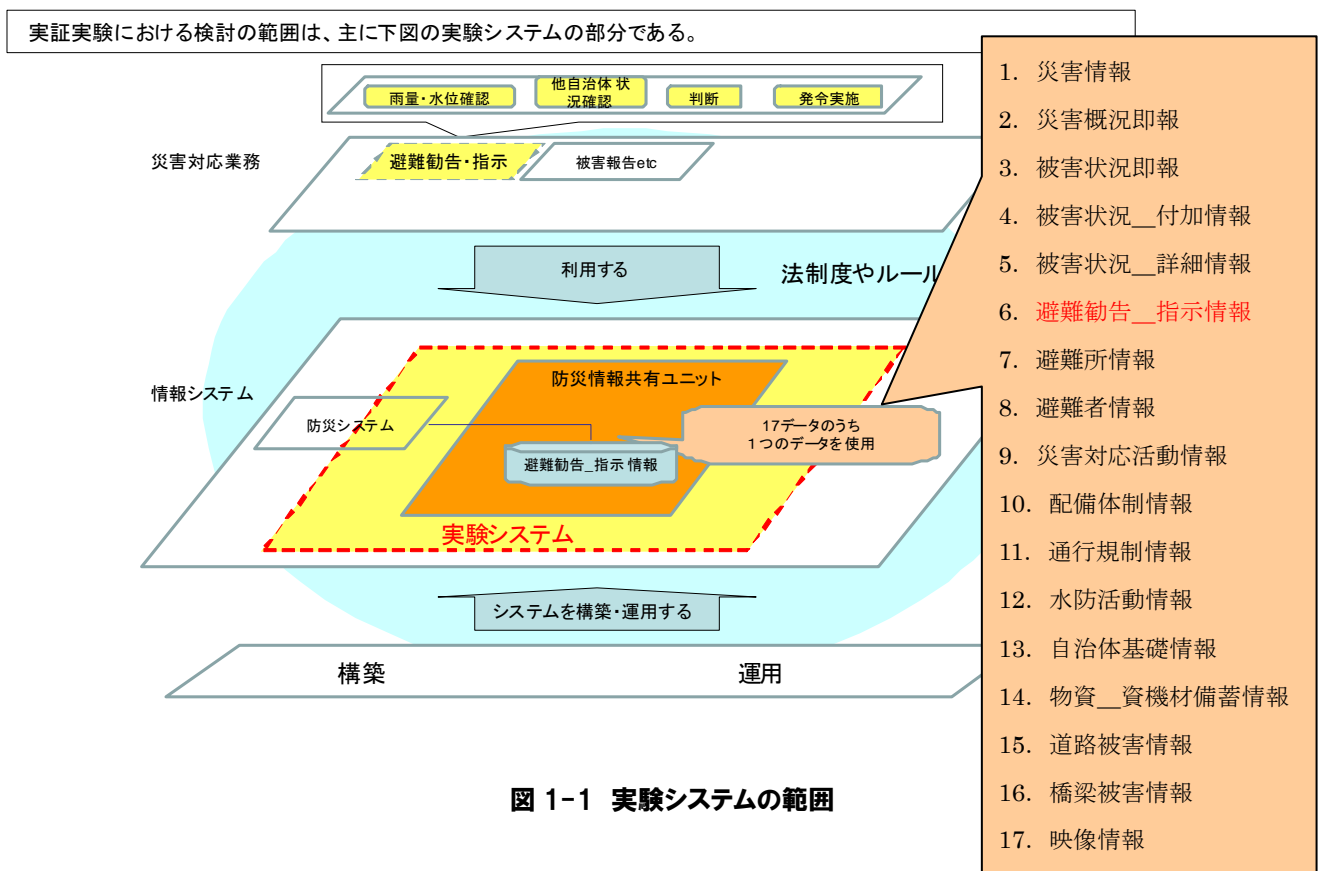 実証実験における検討の範囲は、主に下図の実験システムの部分である。
雨量・水位確認
他自治体 状
況確認
判断
発令実施
災害対応業務
避難勧告・指示
被害報告etc
利用する
法制度やルール
情報システム
防災情報共有ユニット
防災システム
17データのうち
1つのデータを使用
避難勧告_指示 情報
実験システム
システムを構築・運用する
構築
運用
図 1-1 実験システムの範囲
1. 災害情報
2. 災害概況即報
3. 被害状況即報
4. 被害状況__付加情報
5. 被害状況__詳細情報
6. 避難勧告__指示情報
7. 避難所情報
8. 避難者情報
9. 災害対応活動情報
10. 配備体制情報
11. 通行規制情報
12. 水防活動情報
13. 自治体基礎情報
14. 物資__資機材備蓄情報
15. 道路被害情報
16. 橋梁被害情報
17. 映像情報